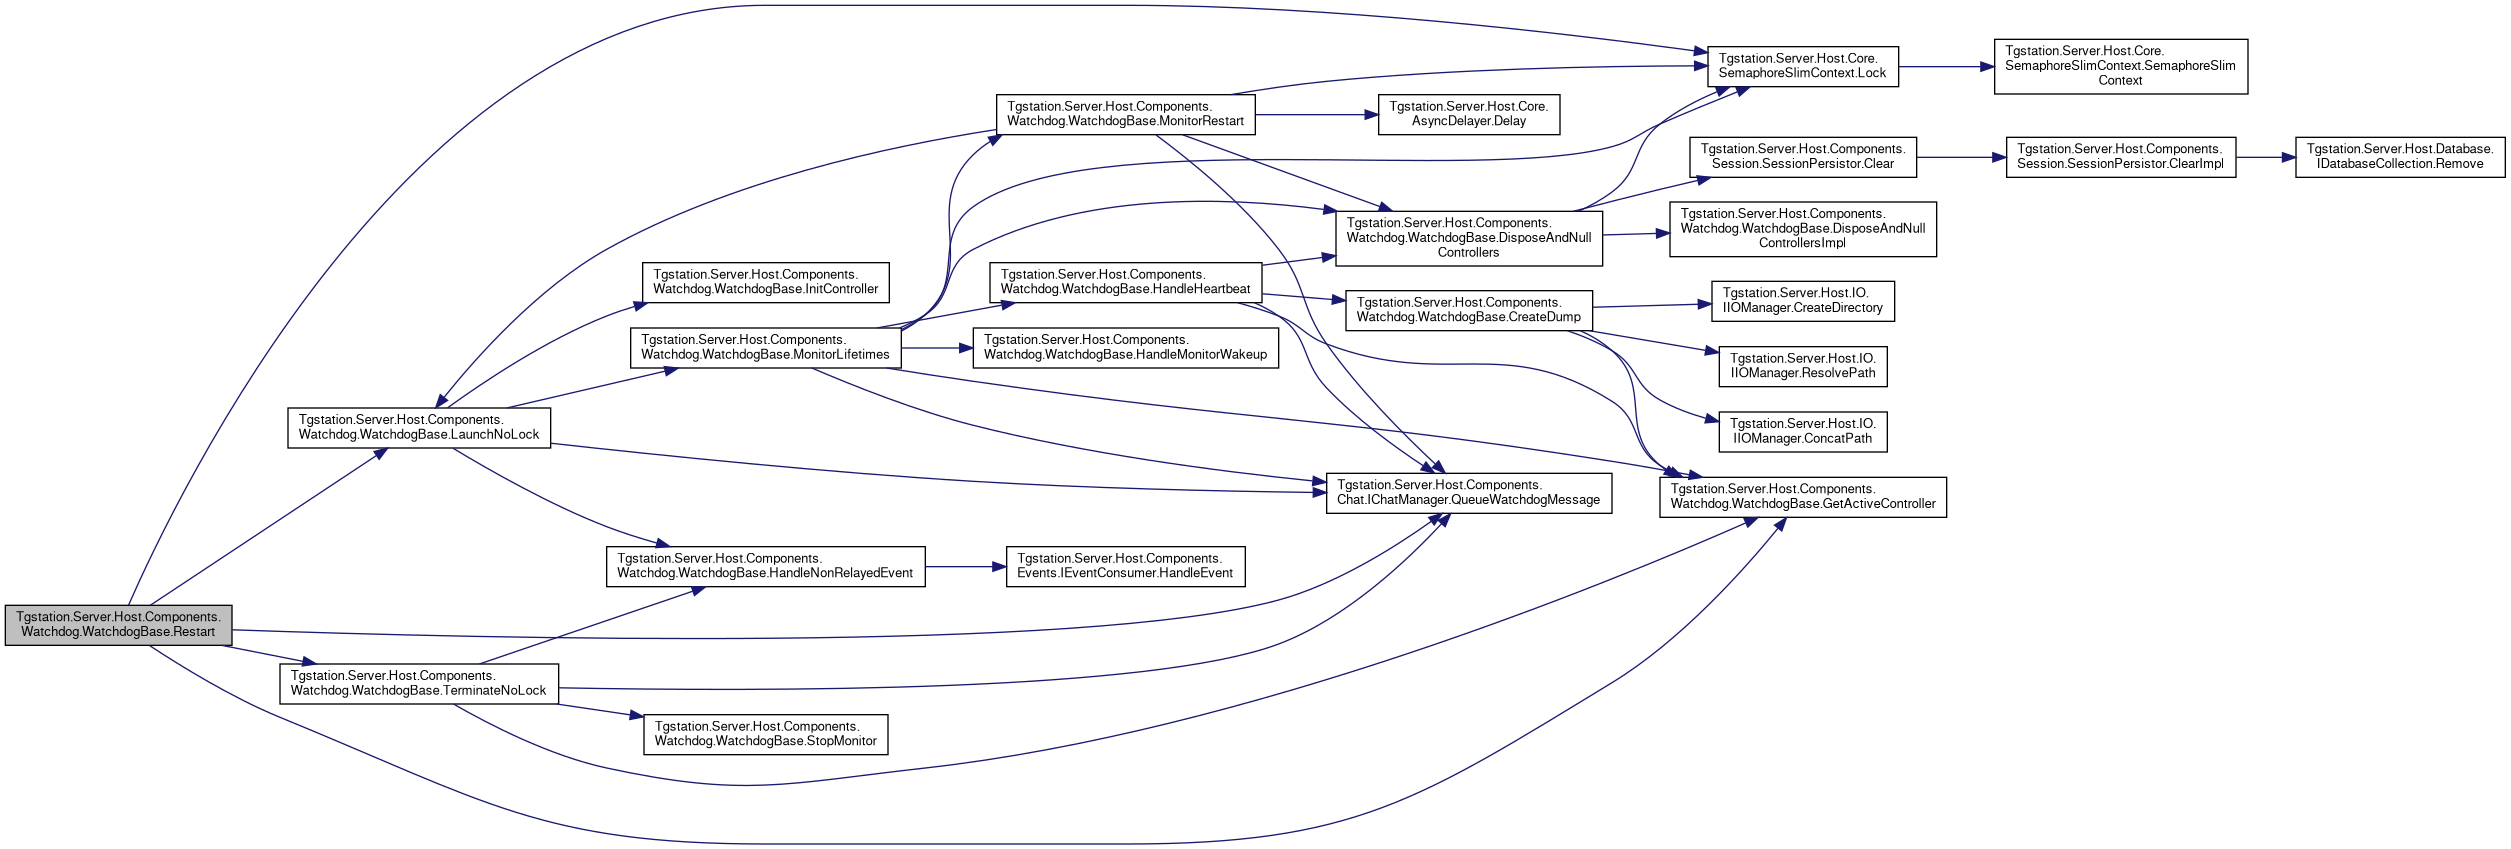 Tgstation.Server.Host.Components.
Watchdog.WatchdogBase.Restart
Tgstation.Server.Host.Components.
Watchdog.WatchdogBase.LaunchNoLock
Tgstation.Server.Host.Components.
Watchdog.WatchdogBase.TerminateNoLock
Tgstation.Server.Host.Components.
Watchdog.WatchdogBase.InitController
Tgstation.Server.Host.Components.
Watchdog.WatchdogBase.MonitorLifetimes
Tgstation.Server.Host.Components.
Watchdog.WatchdogBase.HandleNonRelayedEvent
Tgstation.Server.Host.Components.
Watchdog.WatchdogBase.StopMonitor
Tgstation.Server.Host.Components.
Watchdog.WatchdogBase.MonitorRestart
Tgstation.Server.Host.Components.
Watchdog.WatchdogBase.HandleHeartbeat
Tgstation.Server.Host.Components.
Watchdog.WatchdogBase.HandleMonitorWakeup
Tgstation.Server.Host.Components.
Events.IEventConsumer.HandleEvent
Tgstation.Server.Host.Core.
AsyncDelayer.Delay
Tgstation.Server.Host.Components.
Watchdog.WatchdogBase.DisposeAndNull
Controllers
Tgstation.Server.Host.Components.
Watchdog.WatchdogBase.CreateDump
Tgstation.Server.Host.Components.
Chat.IChatManager.QueueWatchdogMessage
Tgstation.Server.Host.Core.
SemaphoreSlimContext.Lock
Tgstation.Server.Host.Components.
Session.SessionPersistor.Clear
Tgstation.Server.Host.Components.
Watchdog.WatchdogBase.DisposeAndNull
ControllersImpl
Tgstation.Server.Host.IO.
IIOManager.CreateDirectory
Tgstation.Server.Host.IO.
IIOManager.ResolvePath
Tgstation.Server.Host.IO.
IIOManager.ConcatPath
Tgstation.Server.Host.Components.
Watchdog.WatchdogBase.GetActiveController
Tgstation.Server.Host.Core.
SemaphoreSlimContext.SemaphoreSlim
Context
Tgstation.Server.Host.Components.
Session.SessionPersistor.ClearImpl
Tgstation.Server.Host.Database.
IDatabaseCollection.Remove